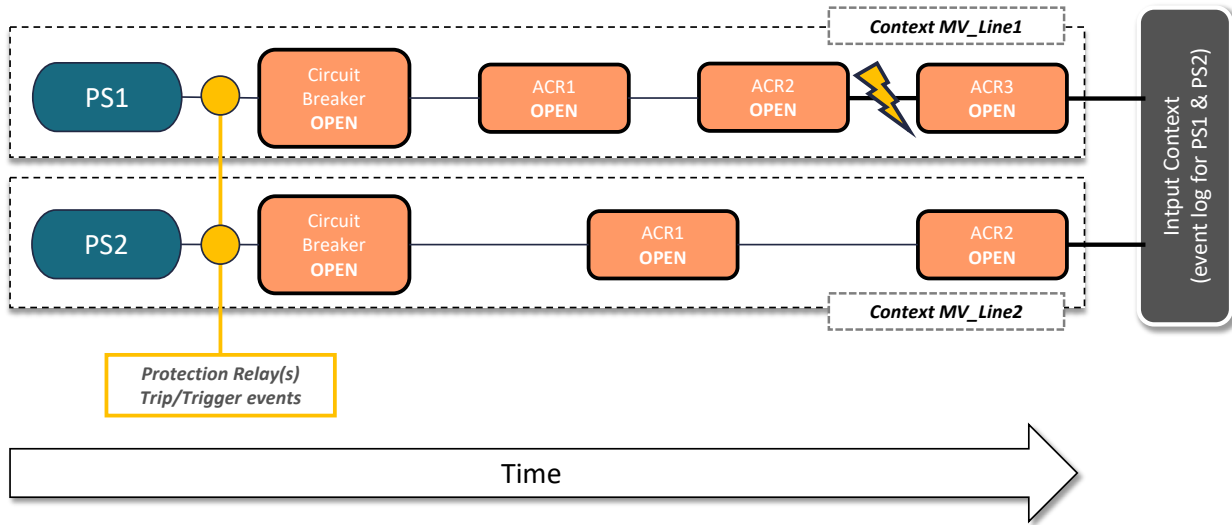 Context MV_Line1
PS1
Circuit
Breaker
OPEN
ACR1
OPEN
ACR2
OPEN
ACR3
OPEN
PS2
Circuit
Breaker
OPEN
ACR1
OPEN
ACR2
OPEN
Context MV_Line2
Intput Context
(event log for PS1 & PS2)
Protection Relay(s)
Trip/Trigger events
Time